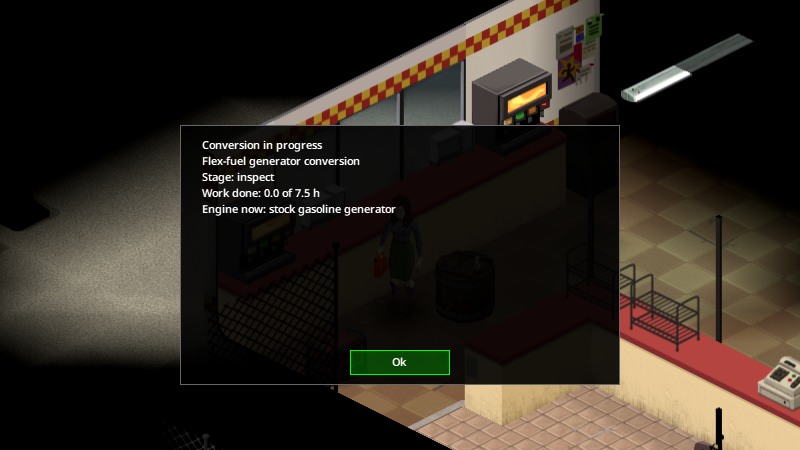 Conversion in progress
Flex-fuel generator conversion
Stage: inspect
Work done: 0.0 of 7.5 h
Engine now: stock gasoline generator
Ok